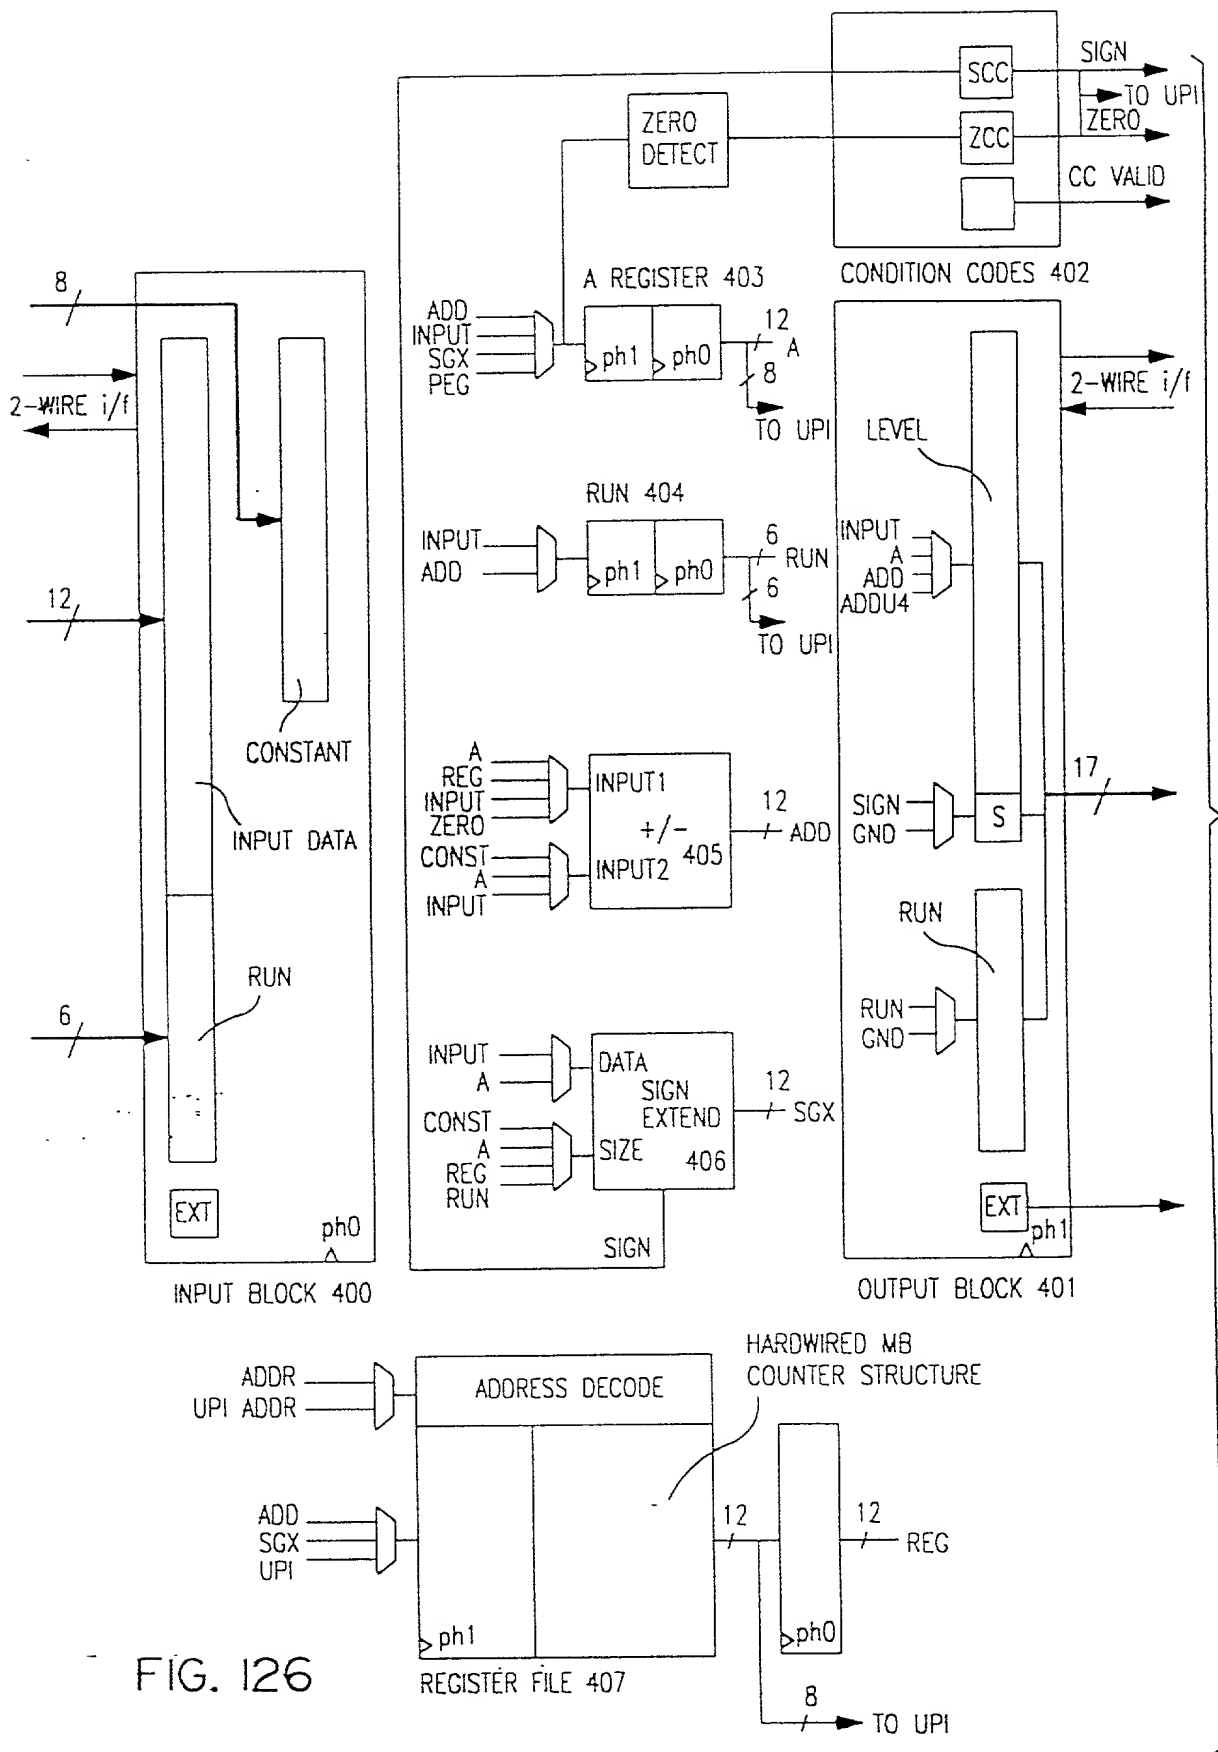 SCC
SIGN
TO UPI
ZERO
DETECT
ZCC
ZERO
CC VALID
CONDITION CODES 402
8
2-WIRE i/f
12
CONSTANT
INPUT DATA
RUN
6
EXT
ph0
INPUT BLOCK 400
A REGISTER 403
ADD
INPUT
SGX
PEG
ph1
ph0
12
A
8
TO UPI
RUN 404
INPUT
ADD
ph1
ph0
6
RUN
6
TO UPI
A
REG
INPUT
ZERO
CONST
A
INPUT
INPUT1
+/-
405
INPUT2
12
ADD
INPUT
A
CONST
A
REG
RUN
DATA
SIGN
EXTEND
SIZE
406
12
SGX
SIGN
2-WIRE i/f
LEVEL
INPUT
A
ADD
ADDU4
17
SIGN
GND
S
RUN
RUN
GND
EXT
ph1
OUTPUT BLOCK 401
HARDWIRED MB
COUNTER STRUCTURE
ADDR
UPI ADDR
ADDRESS DECODE
ADD
SGX
UPI
12
12
REG
ph1
ph0
REGISTER FILE 407
8
TO UPI
FIG. 126